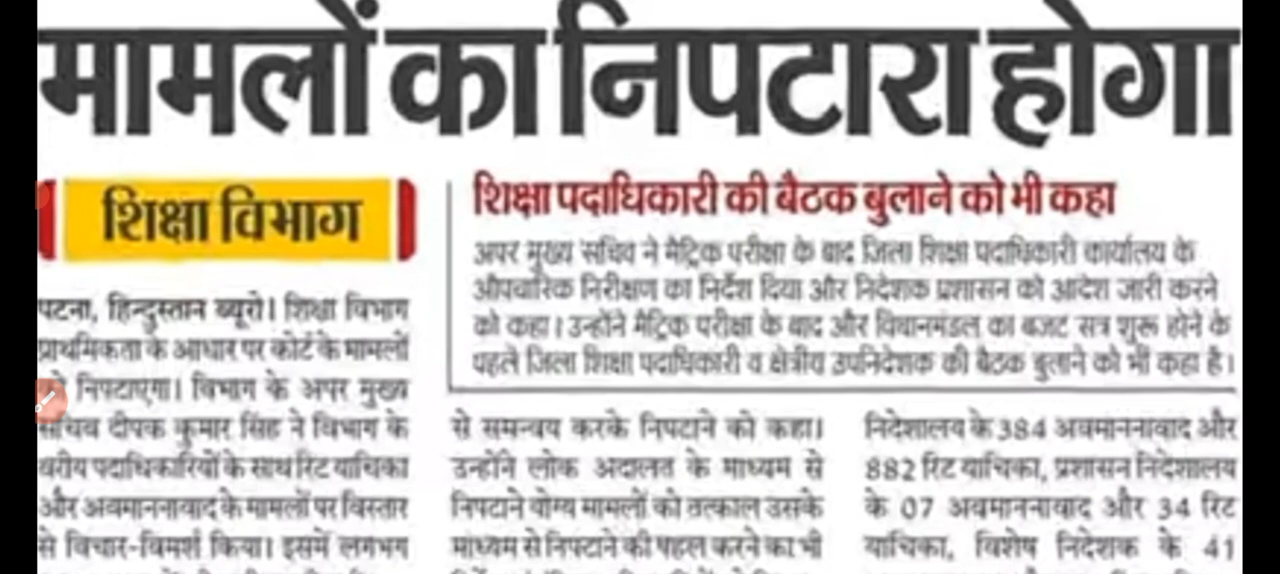 मामलों का निपटारा होगा
शिक्षा विभाग
पटना, हिन्दुस्तान ब्यूरो। शिक्षा विभाग
प्राथमिकता के आधार पर कोर्ट के मामलों
निपटाएगा। विभाग के अपर मुख्य
सचिव दीपक कुमार सिंह ने विभाग के
वरीय पदाधिकारियों के साथ रिट याचिका
और अवमाननावाद के मामलों पर विस्तार
से विचार-विमर्श किया। इसमें लगभग
शिक्षा पदाधिकारी की बैठक बुलाने को भी कहा
अपर मुख्य सचिव ने मैट्रिक परीक्षा के बाद जिला शिक्षा पदाधिकारी कार्यालय के
औपचारिक निरीक्षण का निर्देश दिया और निदेशक प्रशासन को आदेश जारी करने
को कहा। उन्होंने मैट्रिक परीक्षा के बाद और विधानमंडल का बजट सत्र शुरू होने के
पहले जिला शिक्षा पदाधिकारी व क्षेत्रीय उपनिदेशक की बैठक बुलाने को भी कहा है।
से समन्वय करके निपटाने को कहा।
उन्होंने लोक अदालत के माध्यम से
निपटाने योग्य मामलों को तत्काल उसके
माध्यम से निपटाने की पहल करने का भी
निदेशालय के 384 अवमाननावाद और
882 रिट याचिका, प्रशासन निदेशालय
के 07 अवमाननावाद और 34 रिट
याचिका, विशेष निदेशक के 41